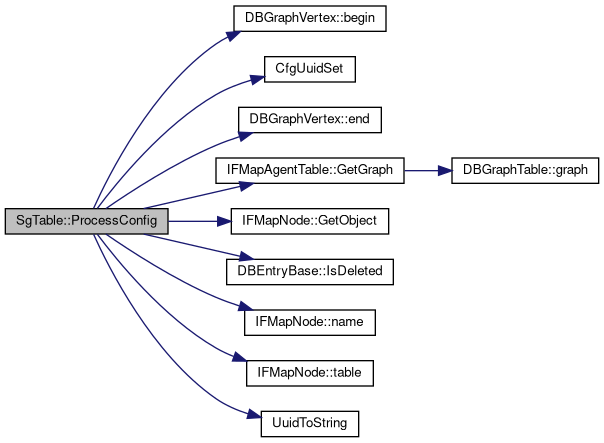 DBGraphVertex::begin
CfgUuidSet
DBGraphVertex::end
IFMapAgentTable::GetGraph
DBGraphTable::graph
SgTable::ProcessConfig
IFMapNode::GetObject
DBEntryBase::IsDeleted
IFMapNode::name
IFMapNode::table
UuidToString